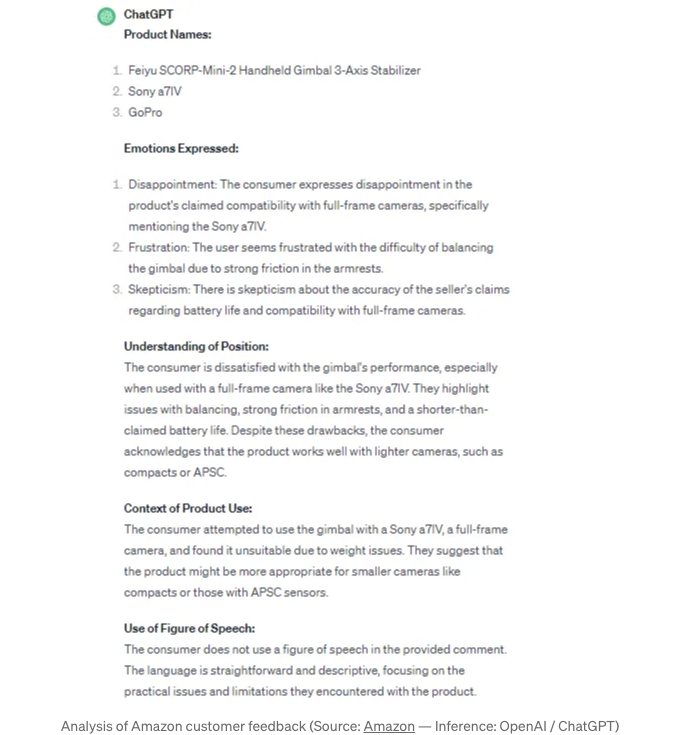 ChatGPT
Product Names:
1. Feiyu SCORP-Mini-2 Handheld Gimbal 3-Axis Stabilizer
2. Sony a7IV
3. GoPro
Emotions Expressed:
1. Disappointment: The consumer expresses disappointment in the
product's claimed compatibility with full-frame cameras, specifically
mentioning the Sony a7IV.
2. Frustration: The user seems frustrated with the difficulty of balancing
the gimbal due to strong friction in the armrests.
3. Skepticism: There is skepticism about the accuracy of the seller's claims
regarding battery life and compatibility with full-frame cameras.
Understanding of Position:
The consumer is dissatisfied with the gimbal's performance, especially
when used with a full-frame camera like the Sony a7IV. They highlight
issues with balancing, strong friction in armrests, and a shorter-than-
claimed battery life. Despite these drawbacks, the consumer
acknowledges that the product works well with lighter cameras, such as
compacts or APSC.
Context of Product Use:
The consumer attempted to use the gimbal with a Sony a7IV, a full-frame
camera, and found it unsuitable due to weight issues. They suggest that
the product might be more appropriate for smaller cameras like
compacts or those with APSC sensors.
Use of Figure of Speech:
The consumer does not use a figure of speech in the provided comment.
The language is straightforward and descriptive, focusing on the
practical issues and limitations they encountered with the product.
Analysis of Amazon customer feedback (Source: Amazon — Inference: OpenAI / ChatGPT)